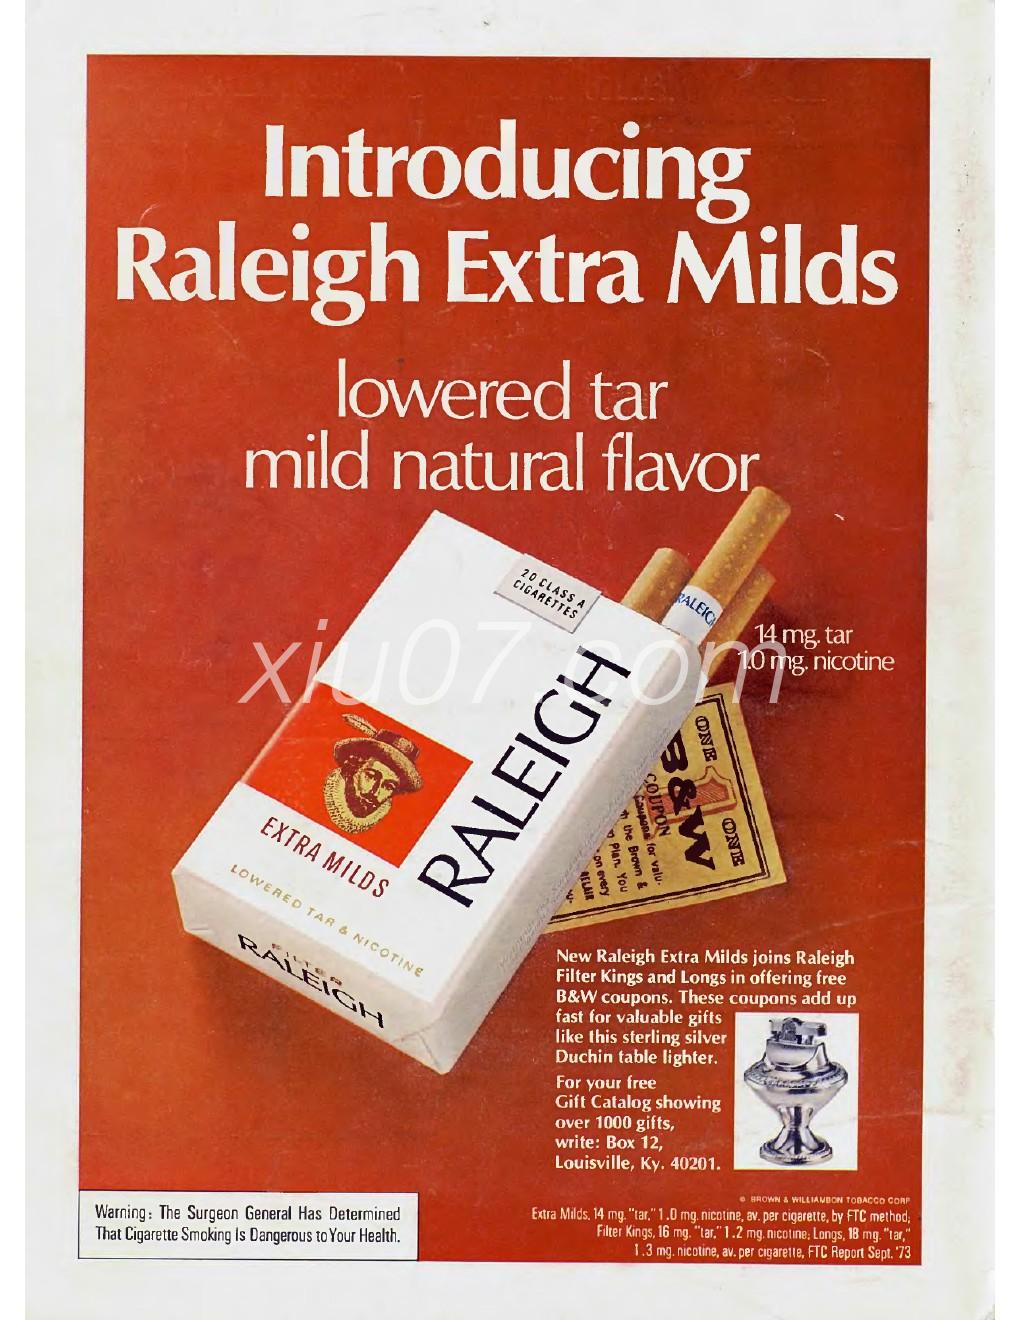 Introducing
Raleigh Extra Milds
lowered tar
mild natural flavor
20 CLASS A
CIGARETTES
RALEIGH
14 mg. tar
1.0 mg. nicotine
xiu07.com
RALEIGH
EXTRA MILDS
LOWERED TAR & NICOTINE
FILTER
RALEIGH
ONE
B&W
COUPON
ONE
New Raleigh Extra Milds joins Raleigh
Filter Kings and Longs in offering free
B&W coupons. These coupons add up
fast for valuable gifts
like this sterling silver
Duchin table lighter.
For your free
Gift Catalog showing
over 1000 gifts,
write: Box 12,
Louisville, Ky. 40201.
© BROWN & WILLIAMSON TOBACCO CORP
Warning: The Surgeon General Has Determined
That Cigarette Smoking Is Dangerous to Your Health.
Extra Milds, 14 mg. "tar," 1.0 mg. nicotine, av. per cigarette, by FTC method;
Filter Kings, 16 mg. "tar," 1.2 mg. nicotine; Longs, 18 mg. "tar,"
1.3 mg. nicotine, av. per cigarette, FTC Report Sept. '73